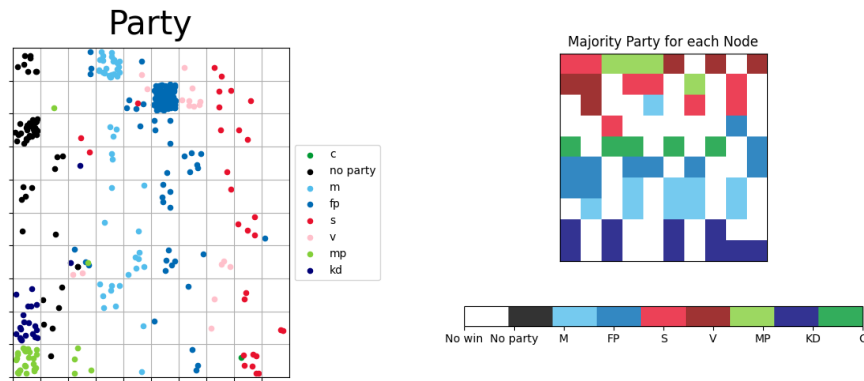 Party
c
no party
m
fp
s
v
mp
kd
Majority Party for each Node
No win No party M FP S V MP KD C